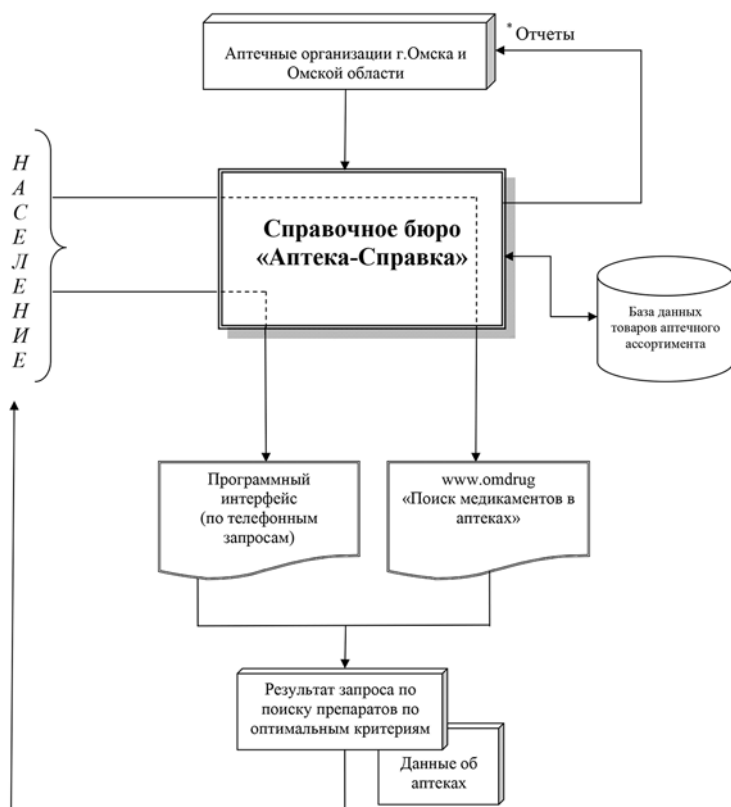 * Отчеты
Аптечные организации г.Омска и
Омской области
НАСЕЛЕНИЕ
Справочное бюро
«Аптека-Справка»
База данных
товаров аптечного
ассортимента
Программный
интерфейс
(по телефонным
запросам)
www.omdrug
«Поиск медикаментов в
аптеках»
Результат запроса по
поиску препаратов по
оптимальным критериям
Данные об
аптеках